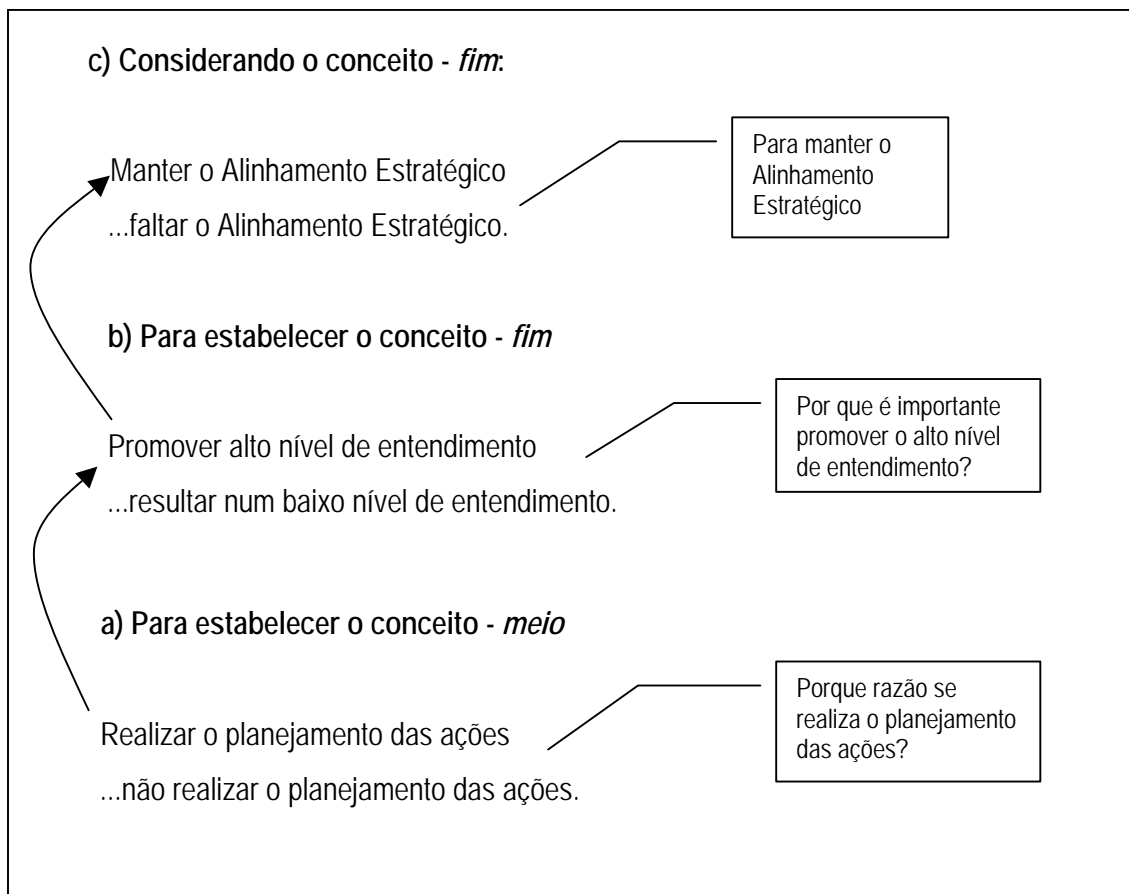 c) Considerando o conceito - fim:
Manter o Alinhamento Estratégico
...faltar o Alinhamento Estratégico.
Para manter o
Alinhamento
Estratégico
b) Para estabelecer o conceito - fim
Promover alto nível de entendimento
...resultar num baixo nível de entendimento.
Por que é importante
promover o alto nível
de entendimento?
a) Para estabelecer o conceito - meio
Realizar o planejamento das ações
...não realizar o planejamento das ações.
Porque razão se
realiza o planejamento
das ações?